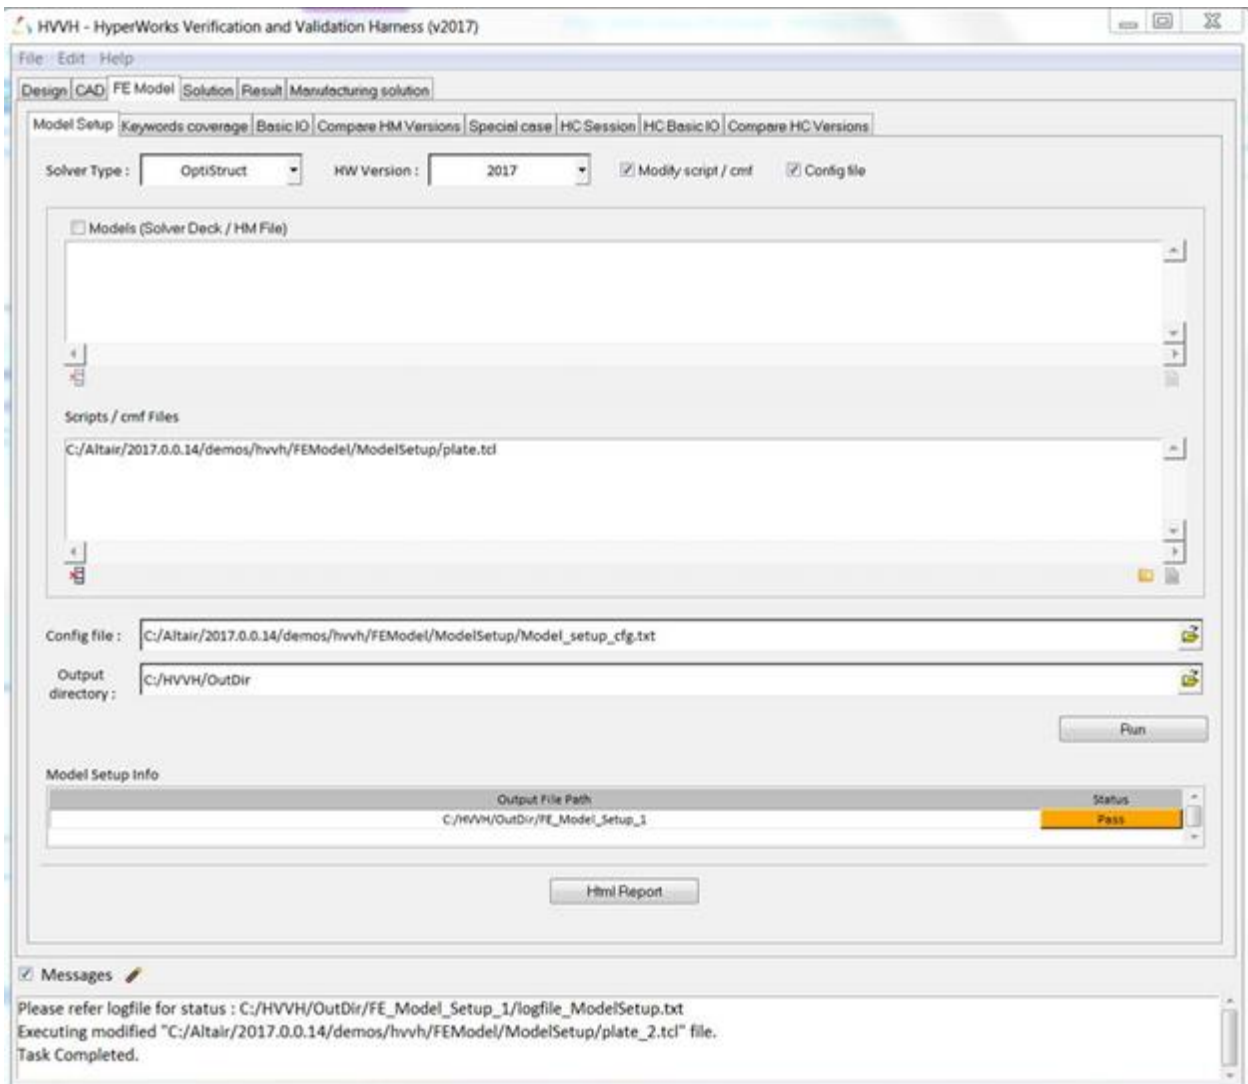 HVVH - HyperWorks Verification and Validation Harness (v2017)
File Edit Help
Design CAD FE Model Solution Result Manufacturing solution
Model Setup Keywords coverage Basic IO Compare HM Versions Special case HC Session HC Basic IO Compare HC Versions
Solver Type : OptiStruct HW Version : 2017 Modify script / cmf Config file
Models (Solver Deck / HM File)
Scripts / cmf Files
C:/Altair/2017.0.0.14/demos/hvvh/FEModel/ModelSetup/plate.tcl
Config file : C:/Altair/2017.0.0.14/demos/hvvh/FEModel/ModelSetup/Model_setup_cfg.txt
Output directory : C:/HVVH/OutDir
Run
Model Setup Info
Output File Path Status
C:/HVVH/OutDir/FE_Model_Setup_1 Pass
Html Report
Messages
Please refer logfile for status : C:/HVVH/OutDir/FE_Model_Setup_1/logfile_ModelSetup.txt
Executing modified "C:/Altair/2017.0.0.14/demos/hvvh/FEModel/ModelSetup/plate_2.tcl" file.
Task Completed.